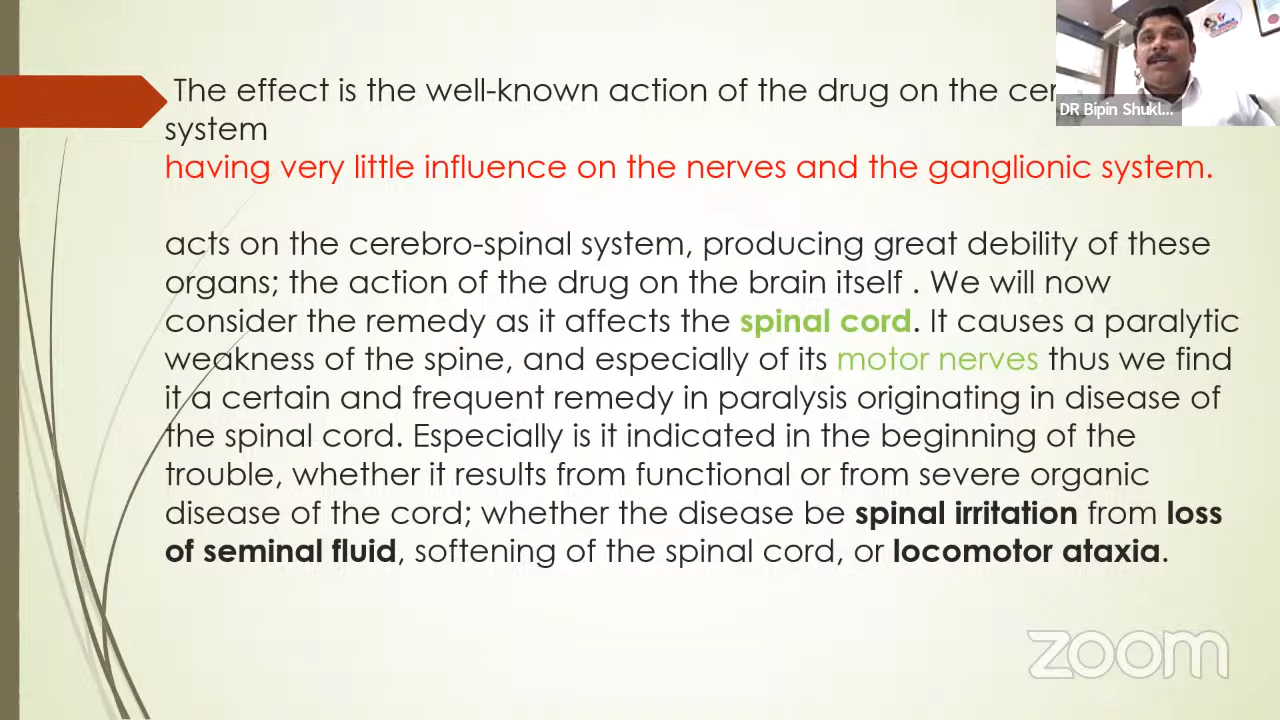 The effect is the well-known action of the drug on the
system
having very little influence on the nerves and the ganglionic system.
acts on the cerebro-spinal system, producing great debility of these
organs; the action of the drug on the brain itself . We will now
consider the remedy as it affects the spinal cord. It causes a paralytic
weakness of the spine, and especially of its motor nerves thus we find
it a certain and frequent remedy in paralysis originating in disease of
the spinal cord. Especially is it indicated in the beginning of the
trouble, whether it results from functional or from severe organic
disease of the cord; whether the disease be spinal irritation from loss
of seminal fluid, softening of the spinal cord, or locomotor ataxia.
DR Bipin Shukl...
zoom